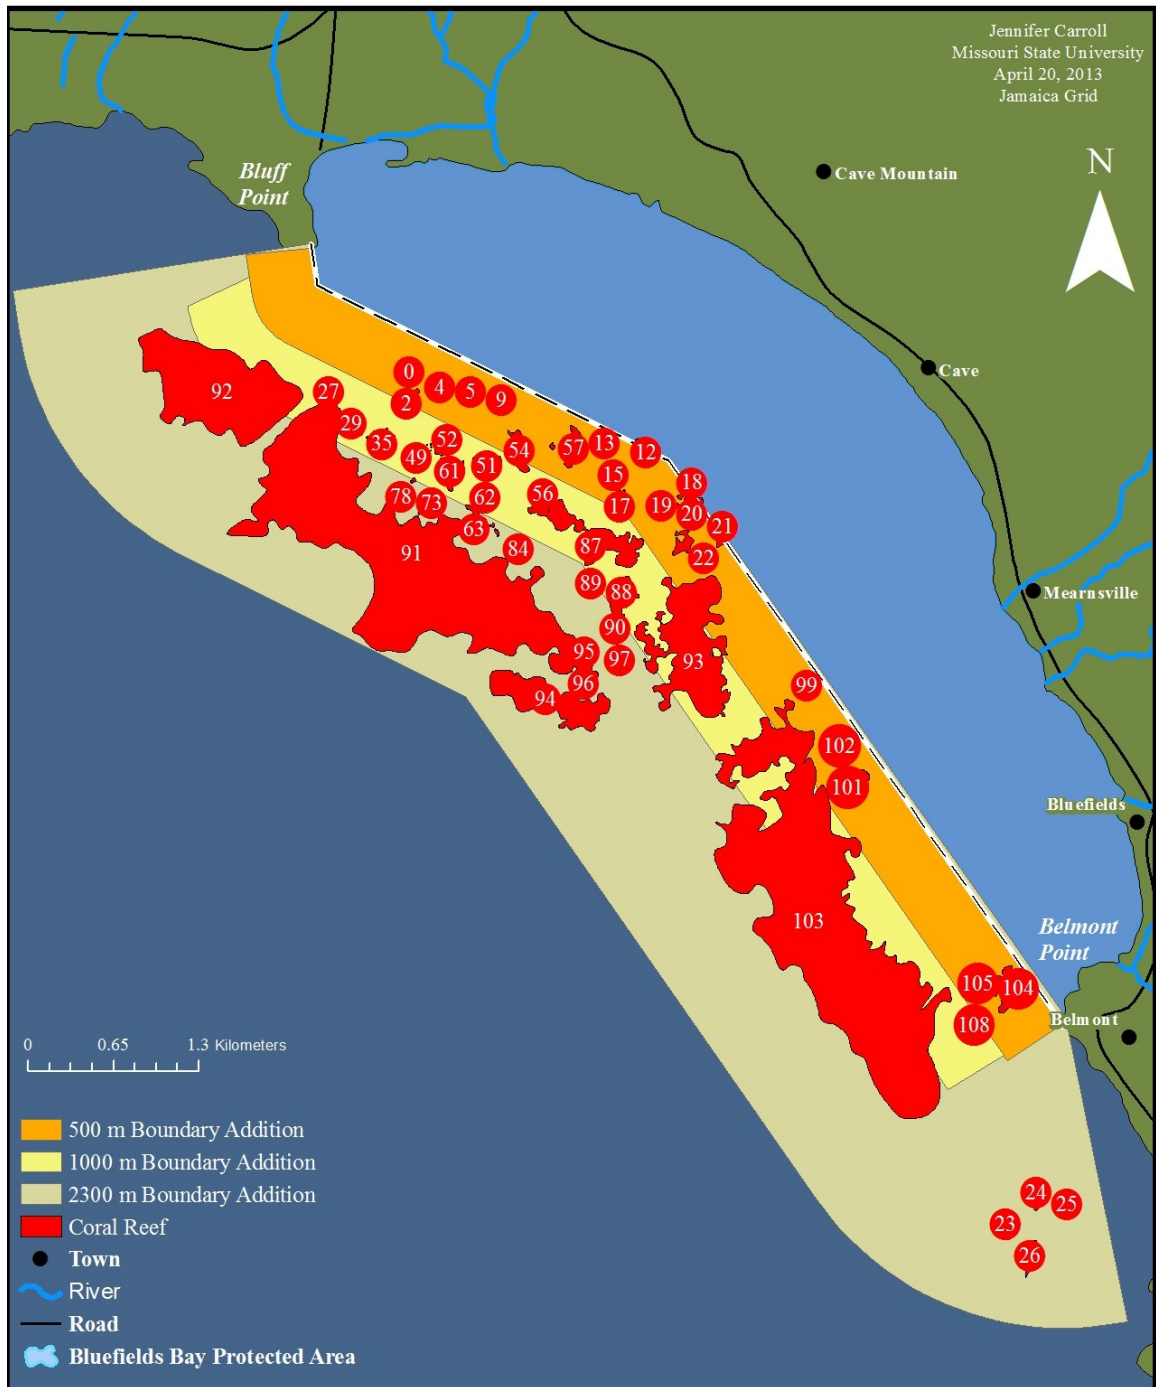 Jennifer Carroll
Missouri State University
April 20, 2013
Jamaica Grid
Bluff
Point
Cave Mountain
N
Cave
0
4
5
9
2
92
27
29
35
52
49
61
51
54
57
13
12
15
17
18
19
20
21
22
56
62
78
73
63
84
91
87
89
88
90
97
95
96
94
93
Mearnsville
99
102
101
Bluefields
103
Belmont
Point
105
104
108
Belmont
0 0.65 1.3 Kilometers
500 m Boundary Addition
1000 m Boundary Addition
2300 m Boundary Addition
Coral Reef
Town
River
Road
Bluefields Bay Protected Area
24
25
23
26